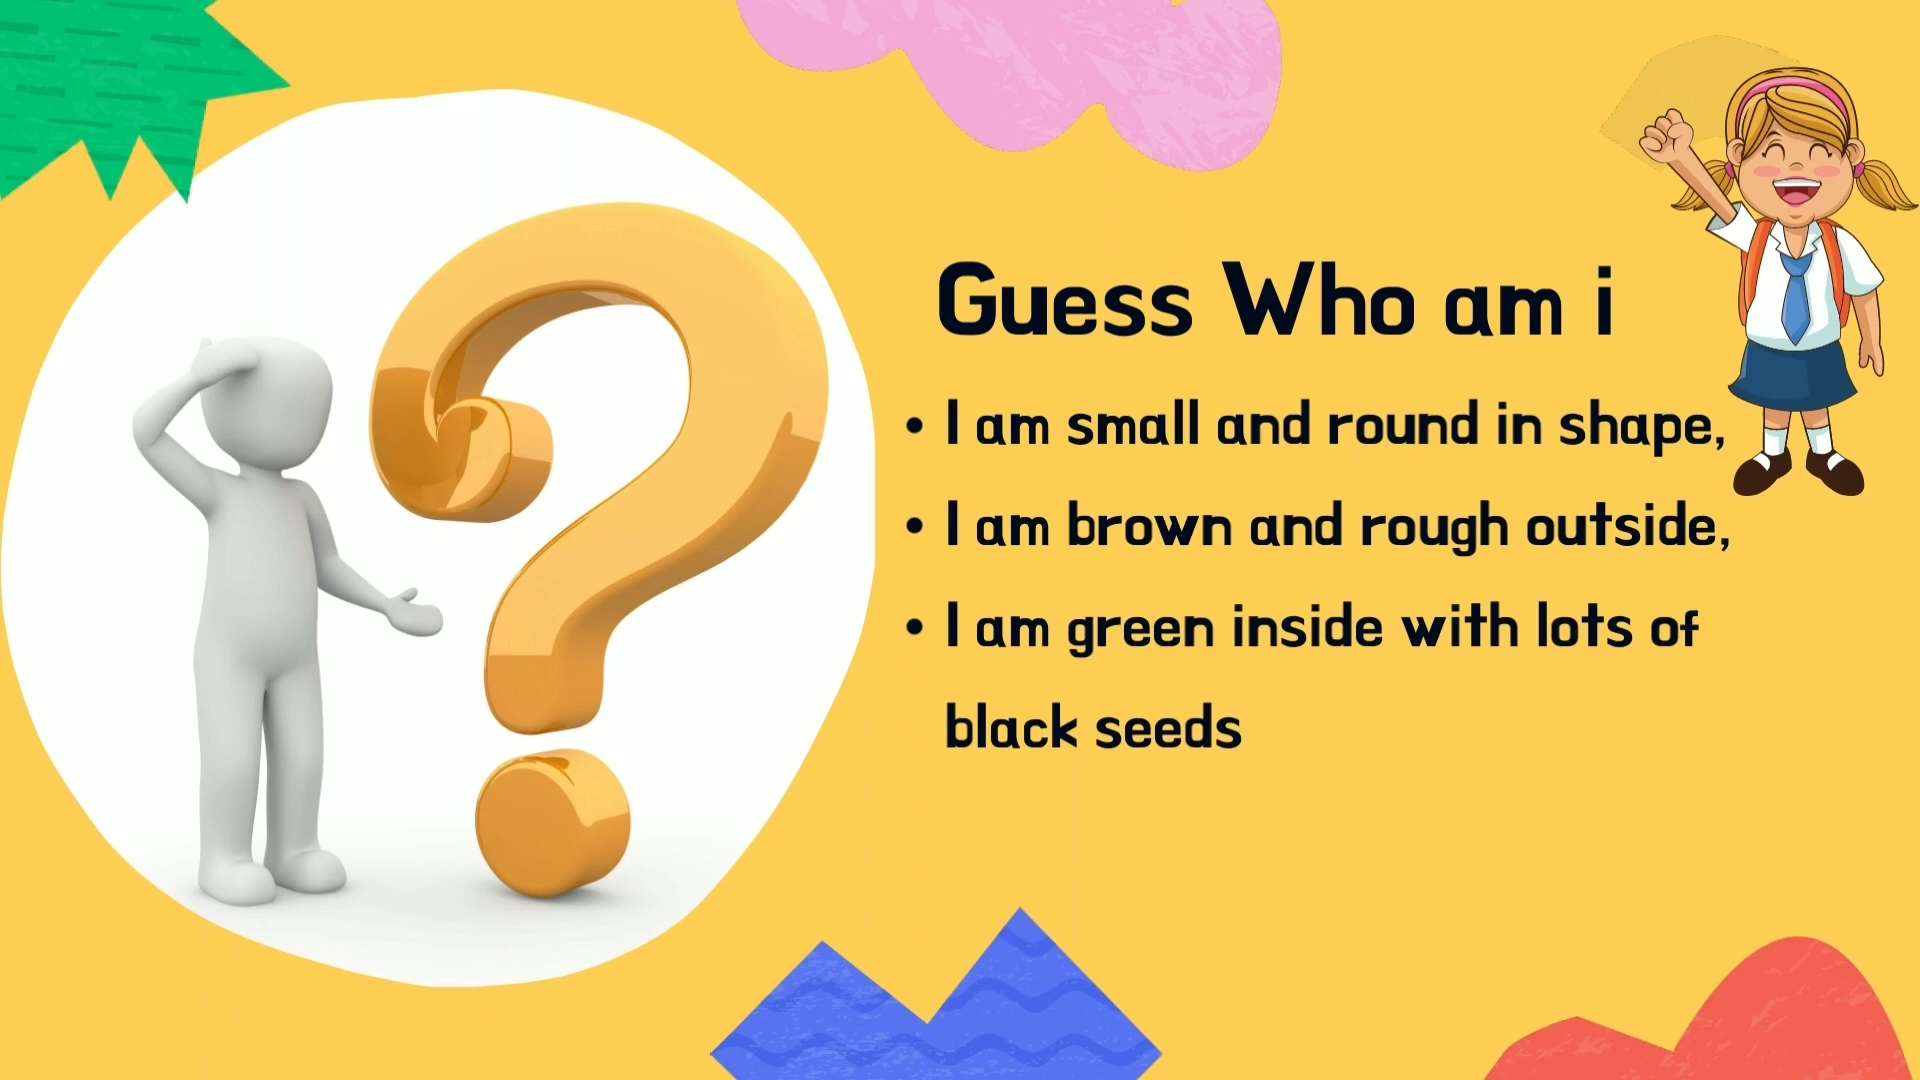 Guess Who am i
• I am small and round in shape,
• I am brown and rough outside,
• I am green inside with lots of
black seeds